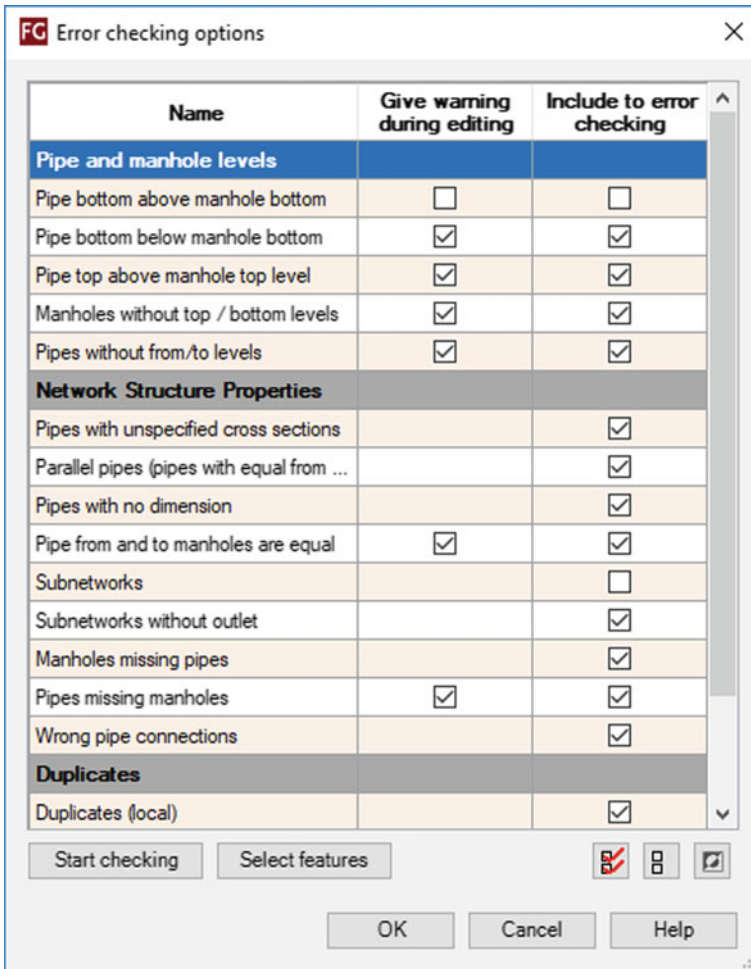 FG Error checking options
Name
Give warning
during editing
Include to error
checking
Pipe and manhole levels
Pipe bottom above manhole bottom
Pipe bottom below manhole bottom
Pipe top above manhole top level
Manholes without top / bottom levels
Pipes without from/to levels
Network Structure Properties
Pipes with unspecified cross sections
Parallel pipes (pipes with equal from ...
Pipes with no dimension
Pipe from and to manholes are equal
Subnetworks
Subnetworks without outlet
Manholes missing pipes
Pipes missing manholes
Wrong pipe connections
Duplicates
Duplicates (local)
Start checking Select features
OK Cancel Help